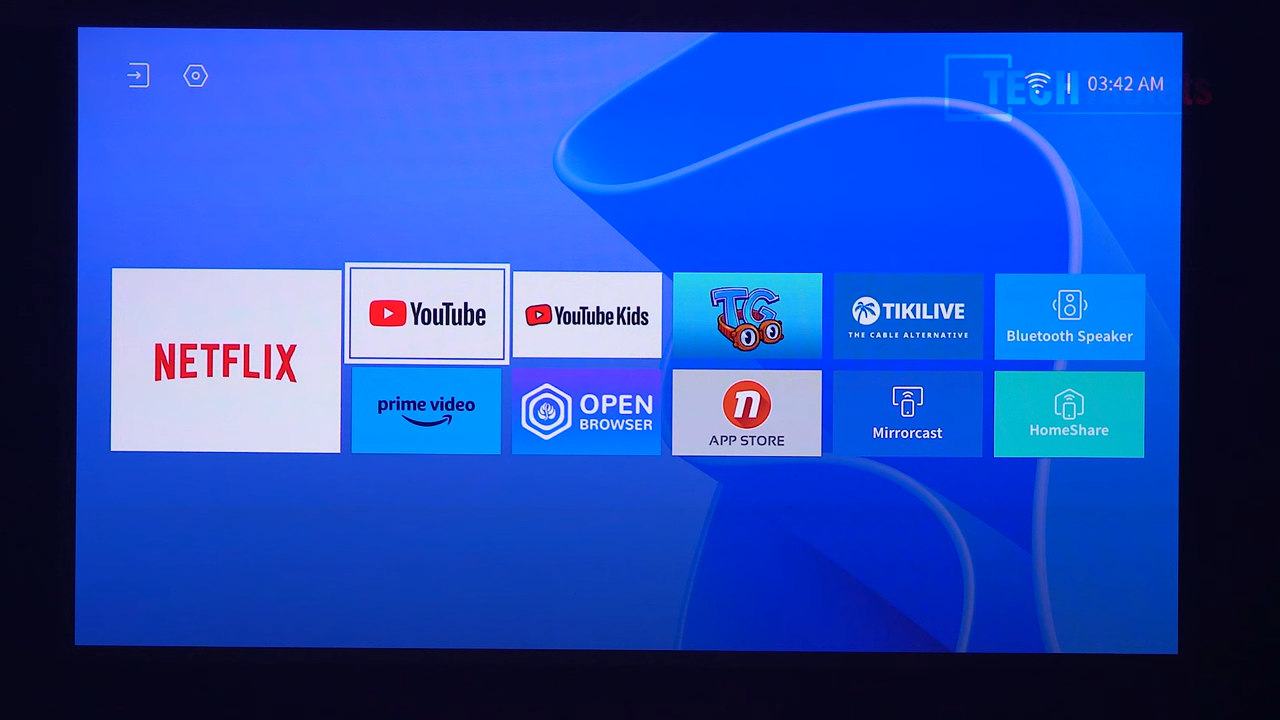 TECHTablets
03:42 AM
NETFLIX
YouTube
YouTube Kids
TG
TIKILIVE
THE CABLE ALTERNATIVE
Bluetooth Speaker
prime video
OPEN
BROWSER
n
APP STORE
Mirrorcast
HomeShare